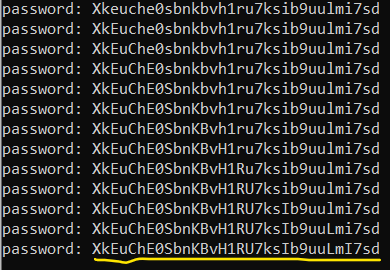 password: Xkeuche0sbnkbvh1ru7ksib9uulmi7sd
password: XkEuche0sbnkbvh1ru7ksib9uulmi7sd
password: XkEuChe0sbnkbvh1ru7ksib9uulmi7sd
password: XkEuChE0sbnkbvh1ru7ksib9uulmi7sd
password: XkEuChE0Sbnkbvh1ru7ksib9uulmi7sd
password: XkEuChE0SbnKbvh1ru7ksib9uulmi7sd
password: XkEuChE0SbnKBvh1ru7ksib9uulmi7sd
password: XkEuChE0SbnKBvH1ru7ksib9uulmi7sd
password: XkEuChE0SbnKBvH1Ru7ksib9uulmi7sd
password: XkEuChE0SbnKBvH1RU7ksib9uulmi7sd
password: XkEuChE0SbnKBvH1RU7ksIb9uulmi7sd
password: XkEuChE0SbnKBvH1RU7ksIb9uuLmi7sd
password: XkEuChE0SbnKBvH1RU7ksIb9uuLmI7sd